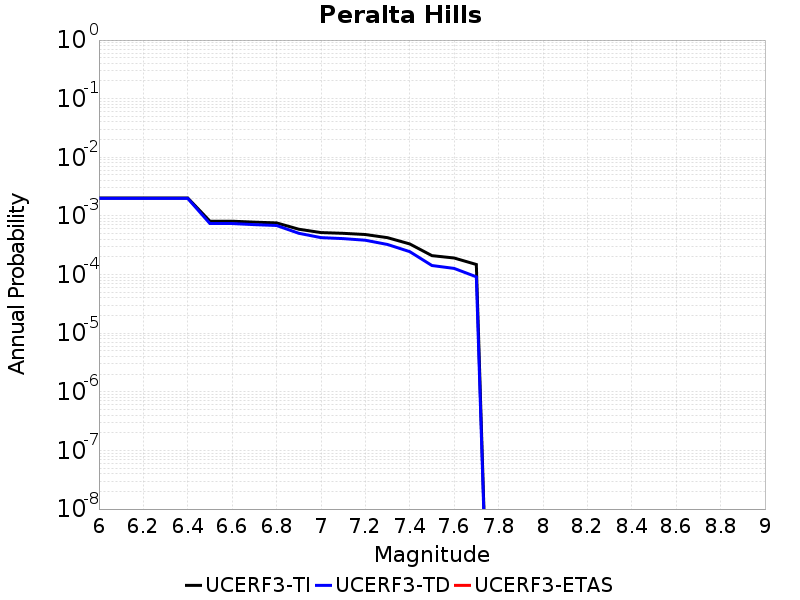 Peralta Hills
10^0
10^-1
10^-2
10^-3
10^-4
10^-5
10^-6
10^-7
10^-8
Annual Probability
6 6.2 6.4 6.6 6.8 7 7.2 7.4 7.6 7.8 8 8.2 8.4 8.6 8.8 9
Magnitude
UCERF3-TI UCERF3-TD UCERF3-ETAS